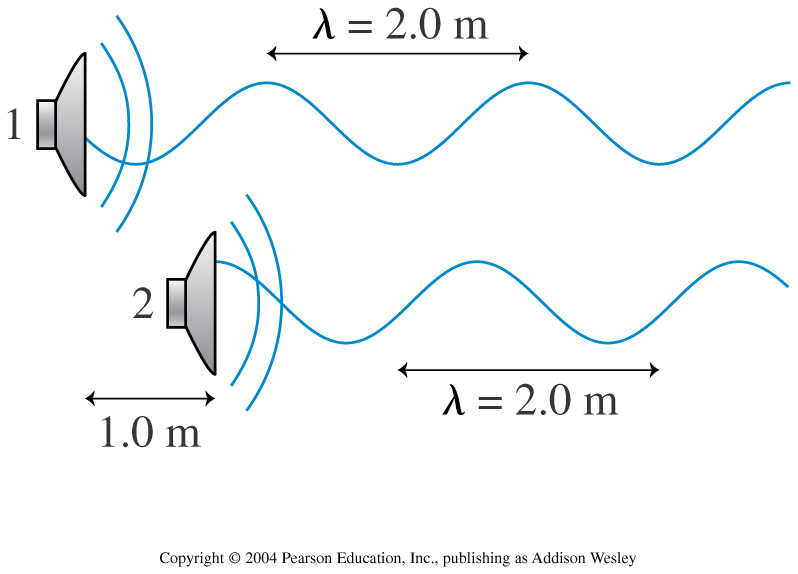 λ = 2.0 m
1
2
λ = 2.0 m
1.0 m
Copyright © 2004 Pearson Education, Inc., publishing as Addison Wesley